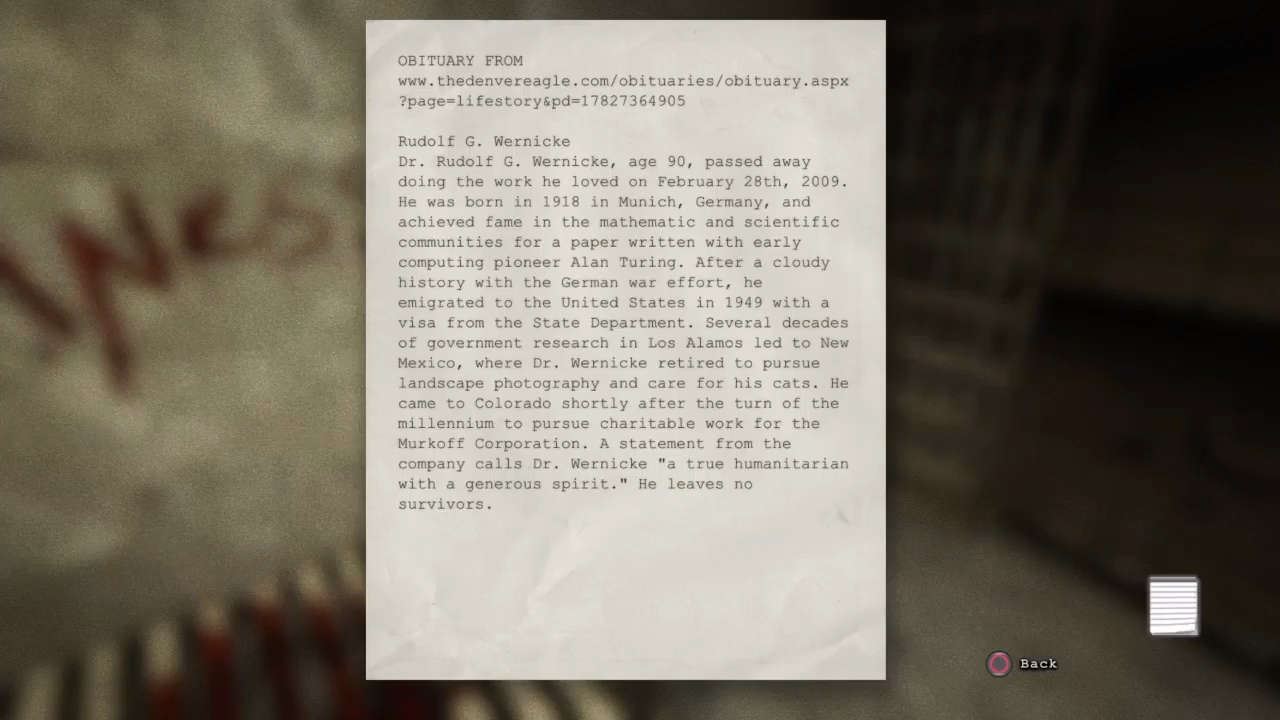 OBITUARY FROM
www.thedenvereagle.com/obituaries/obituary.aspx
?page=lifestory&pd=17827364905
Rudolf G. Wernicke
Dr. Rudolf G. Wernicke, age 90, passed away
doing the work he loved on February 28th, 2009.
He was born in 1918 in Munich, Germany, and
achieved fame in the mathematic and scientific
communities for a paper written with early
computing pioneer Alan Turing. After a cloudy
history with the German war effort, he
emigrated to the United States in 1949 with a
visa from the State Department. Several decades
of government research in Los Alamos led to New
Mexico, where Dr. Wernicke retired to pursue
landscape photography and care for his cats. He
came to Colorado shortly after the turn of the
millennium to pursue charitable work for the
Murkoff Corporation. A statement from the
company calls Dr. Wernicke "a true humanitarian
with a generous spirit." He leaves no
survivors.
Back